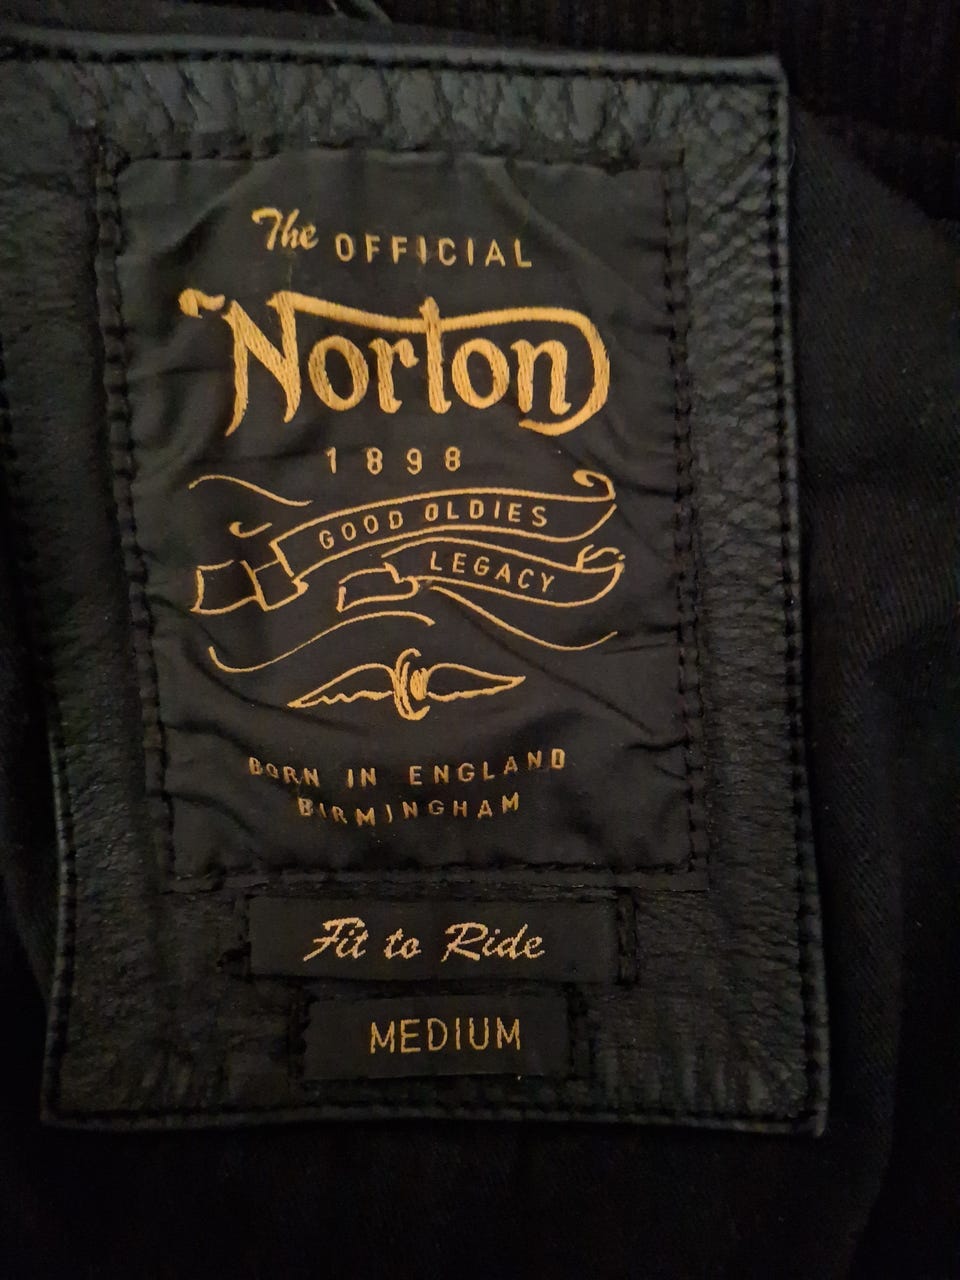 The OFFICIAL
Norton
1898
GOOD OLDIES
LEGACY
BORN IN ENGLAND
BIRMINGHAM
Fit to Ride
MEDIUM